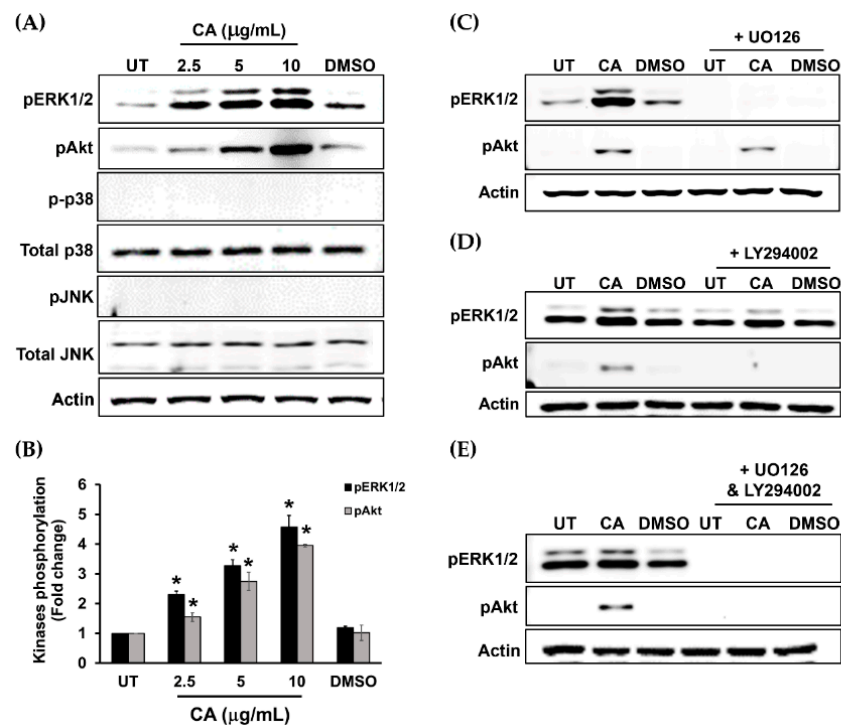 (A)
CA (μg/mL)
UT 2.5 5 10 DMSO
pERK1/2
pAkt
p-p38
Total p38
pJNK
Total JNK
Actin
(B)
Kinases phosphorylation
(Fold change)
6
5
4
3
2
1
0
pERK1/2
pAkt
* * * * * *
UT 2.5 5 10 DMSO
CA (μg/mL)
(C)
+ UO126
UT CA DMSO UT CA DMSO
pERK1/2
pAkt
Actin
(D)
+ LY294002
UT CA DMSO UT CA DMSO
pERK1/2
pAkt
Actin
(E)
+ UO126
& LY294002
UT CA DMSO UT CA DMSO
pERK1/2
pAkt
Actin